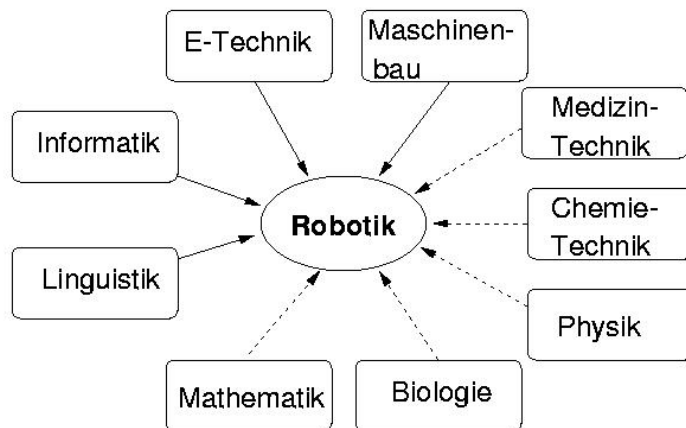 E-Technik
Maschinen-
bau
Medizin-
Technik
Informatik
Robotik
Chemie-
Technik
Linguistik
Physik
Mathematik
Biologie